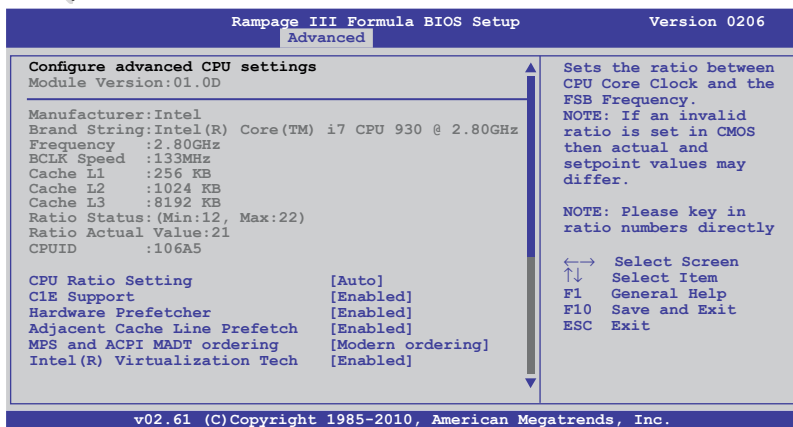 Rampage III Formula BIOS Setup Version 0206
Advanced
Configure advanced CPU settings
Module Version:01.0D
Manufacturer:Intel
Brand String:Intel(R) Core(TM) i7 CPU 930 @ 2.80GHz
Frequency :2.80GHz
BCLK Speed :133MHz
Cache L1 :256 KB
Cache L2 :1024 KB
Cache L3 :8192 KB
Ratio Status:(Min:12, Max:22)
Ratio Actual Value:21
CPUID :106A5
CPU Ratio Setting [Auto]
C1E Support [Enabled]
Hardware Prefetcher [Enabled]
Adjacent Cache Line Prefetch [Enabled]
MPS and ACPI MADT ordering [Modern ordering]
Intel(R) Virtualization Tech [Enabled]
Sets the ratio between
CPU Core Clock and the
FSB Frequency.
NOTE: If an invalid
ratio is set in CMOS
then actual and
setpoint values may
differ.
NOTE: Please key in
ratio numbers directly
←→ Select Screen
↑↓ Select Item
F1 General Help
F10 Save and Exit
ESC Exit
v02.61 (C)Copyright 1985-2010, American Megatrends, Inc.